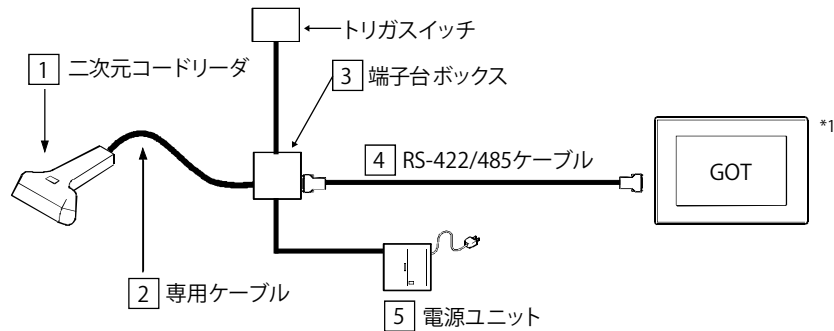 トリガスイッチ
1 二次元コードリーダ
3 端子台ボックス
*1
4 RS-422/485ケーブル
GOT
2 専用ケーブル
5 電源ユニット